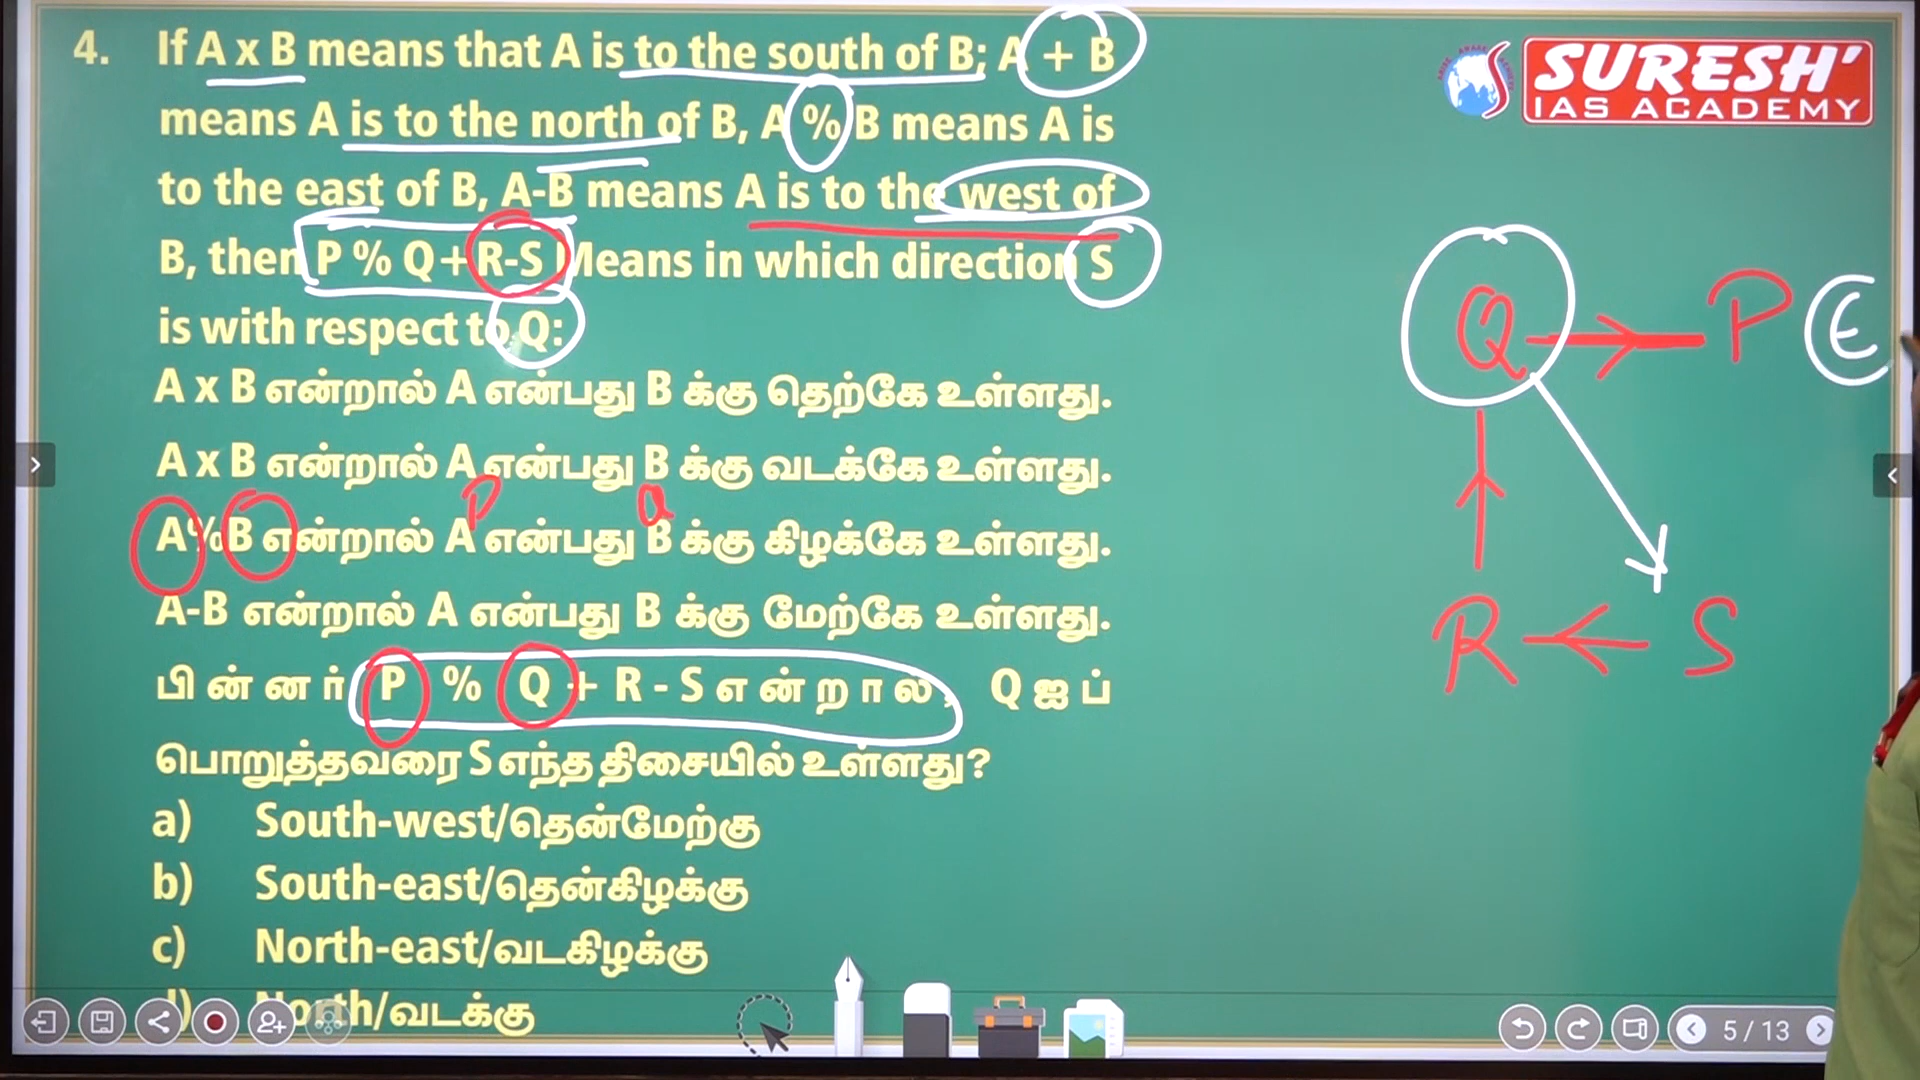 4. If A x B means that A is to the south of B; A + B
means A is to the north of B, A % B means A is
to the east of B, A-B means A is to the west of
B, then P % Q+R-S Means in which direction S
is with respect to Q:
A x B என்றால் A என்பது B க்கு தெற்கே உள்ளது.
A x B என்றால் A என்பது B க்கு வடக்கே உள்ளது.
P Q
A%B என்றால் A என்பது B க்கு கிழக்கே உள்ளது.
A-B என்றால் A என்பது B க்கு மேற்கே உள்ளது.
பின்னர் P % Q + R - S என்றால், Q ஐப்
பொறுத்தவரை S எந்த திசையில் உள்ளது?
a) South-west/தென்மேற்கு
b) South-east/தென்கிழக்கு
c) North-east/வடகிழக்கு
d) North/வடக்கு
SURESH'
IAS ACADEMY
Q P E
R S
5 / 13